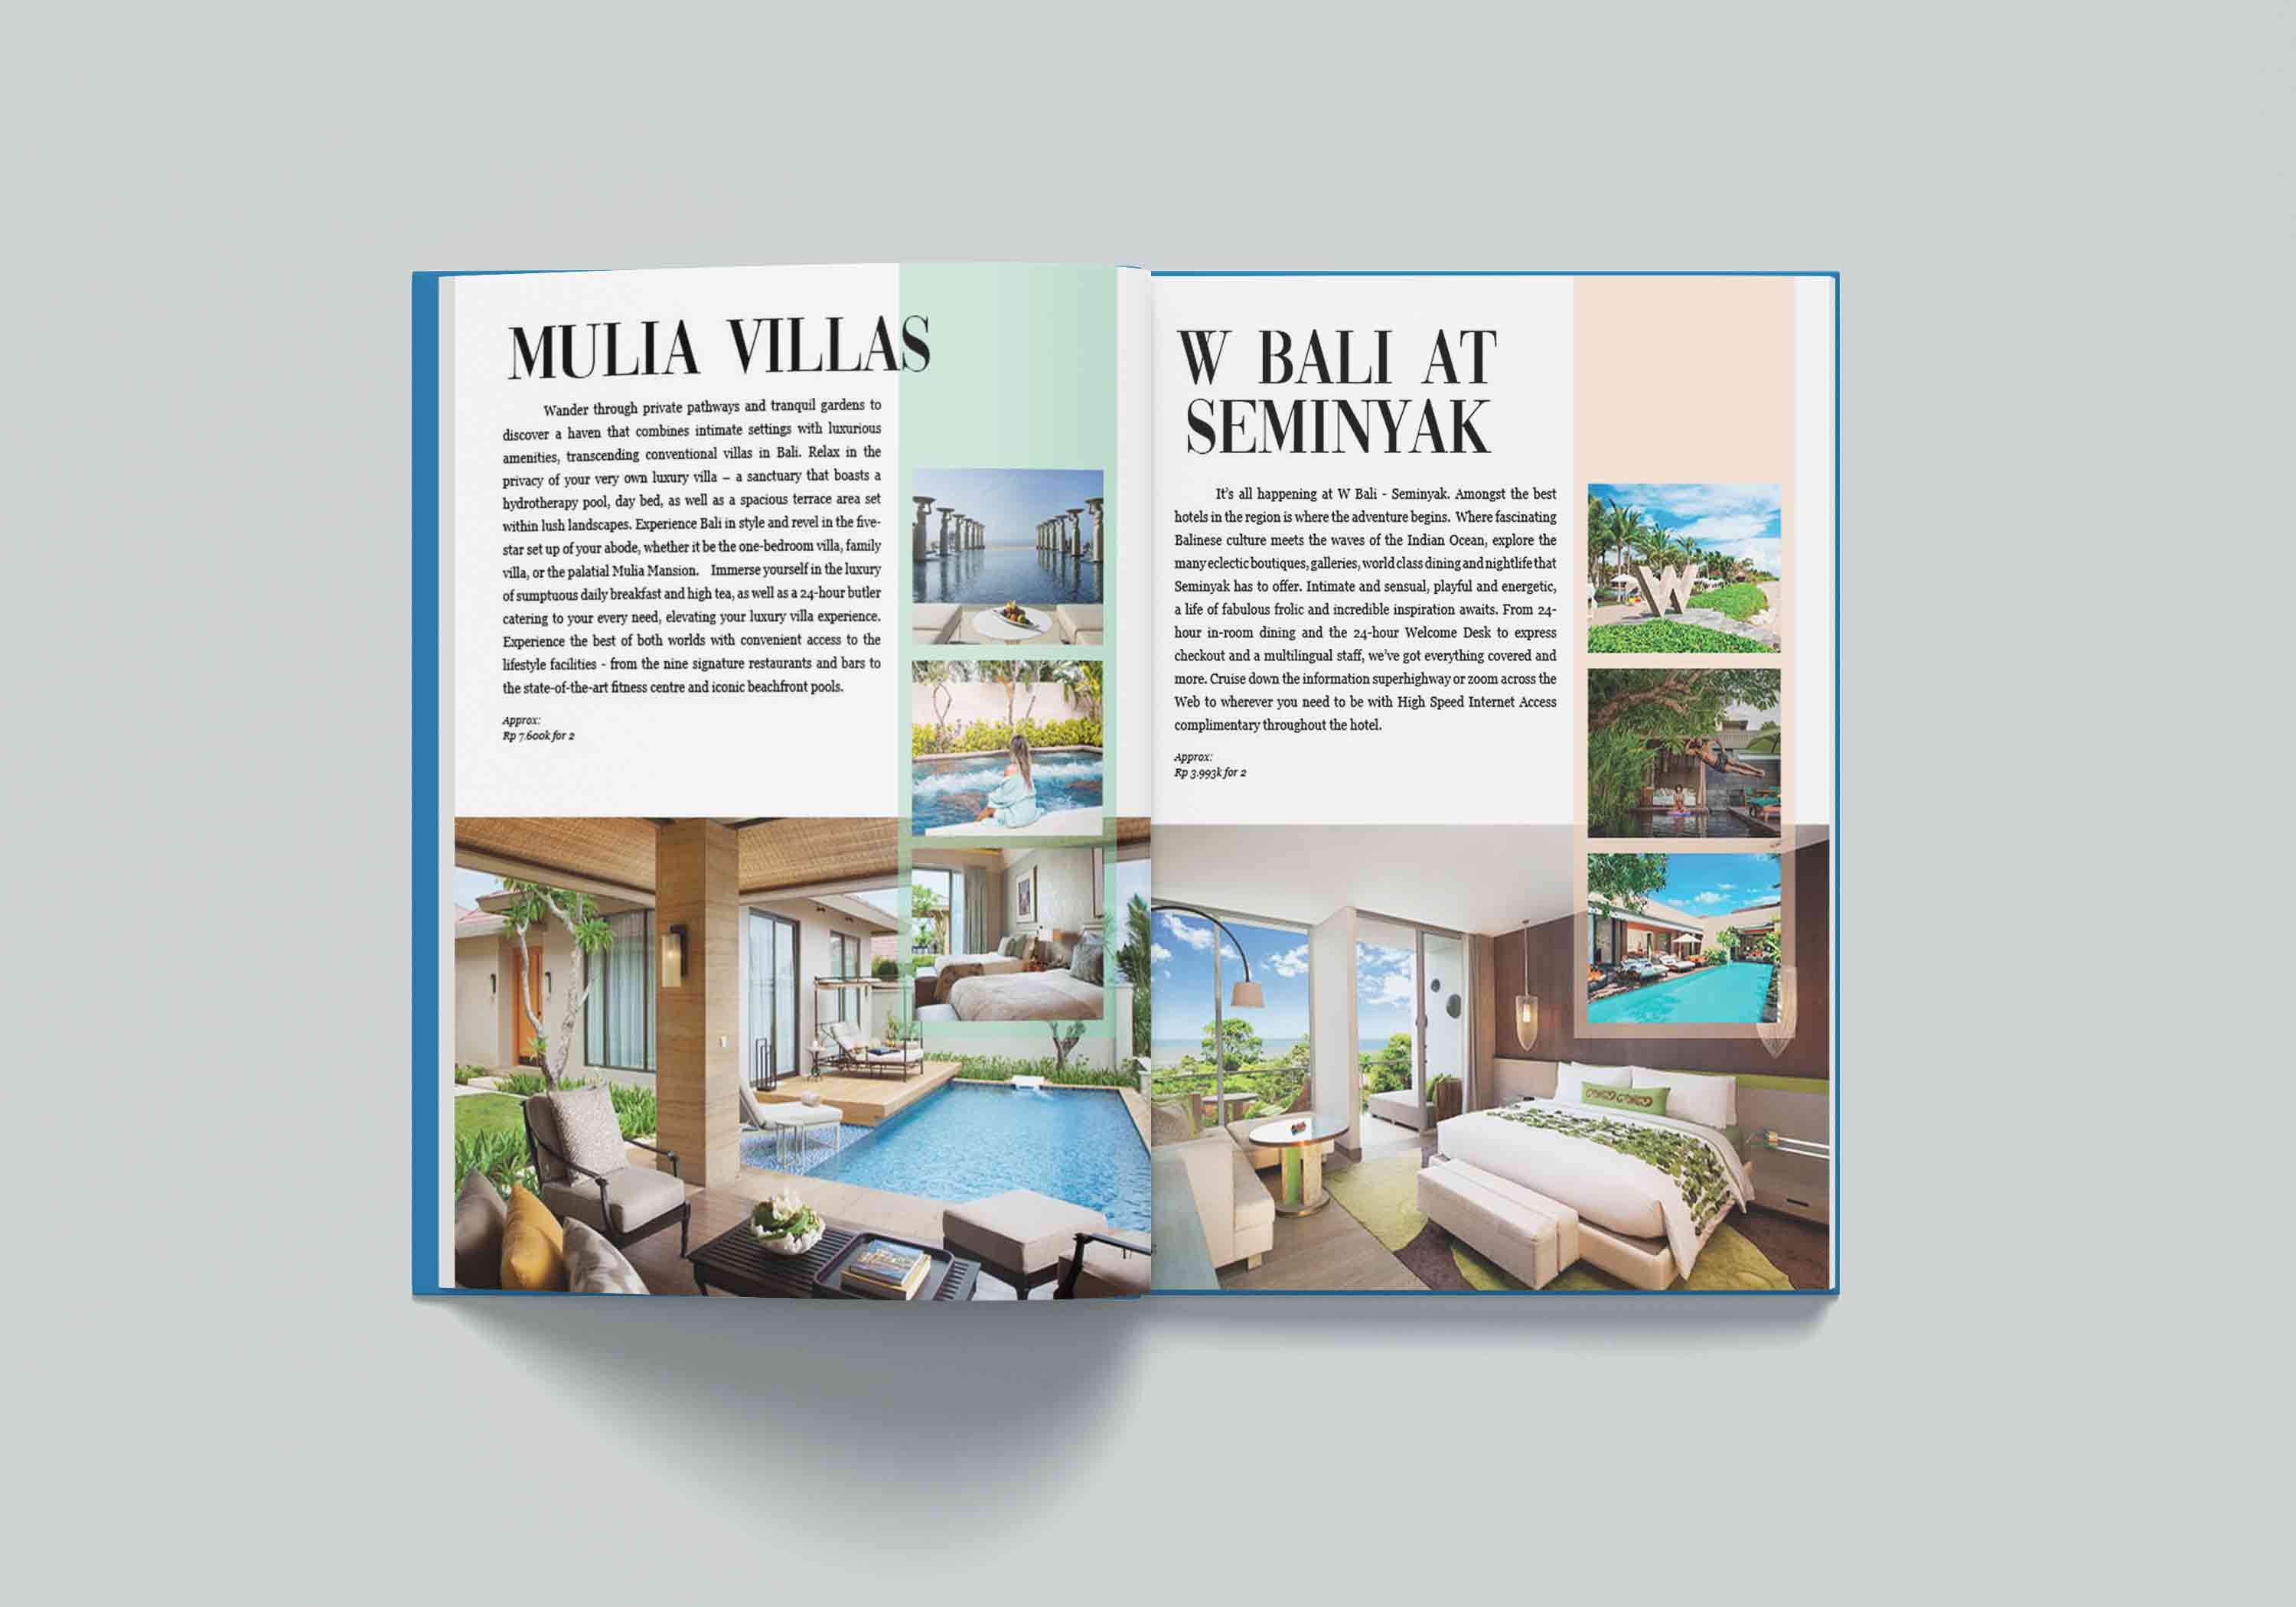 MULIA VILLAS
Wander through private pathways and tranquil gardens to
discover a haven that combines intimate settings with luxurious
amenities, transcending conventional villas in Bali. Relax in the
privacy of your very own luxury villa – a sanctuary that boasts a
hydrotherapy pool, day bed, as well as a spacious terrace area set
within lush landscapes. Experience Bali in style and revel in the five-
star set up of your abode, whether it be the one-bedroom villa, family
villa, or the palatial Mulia Mansion. Immerse yourself in the luxury
of sumptuous daily breakfast and high tea, as well as a 24-hour butler
catering to your every need, elevating your luxury villa experience.
Experience the best of both worlds with convenient access to the
lifestyle facilities - from the nine signature restaurants and bars to
the state-of-the-art fitness centre and iconic beachfront pools.
Approx:
Rp 7.600k for 2
W BALI AT
SEMINYAK
It's all happening at W Bali - Seminyak. Amongst the best
hotels in the region is where the adventure begins. Where fascinating
Balinese culture meets the waves of the Indian Ocean, explore the
many eclectic boutiques, galleries, world class dining and nightlife that
Seminyak has to offer. Intimate and sensual, playful and energetic,
a life of fabulous frolic and incredible inspiration awaits. From 24-
hour in-room dining and the 24-hour Welcome Desk to express
checkout and a multilingual staff, we've got everything covered and
more. Cruise down the information superhighway or zoom across the
Web to wherever you need to be with High Speed Internet Access
complimentary throughout the hotel.
Approx:
Rp 3.993k for 2
W